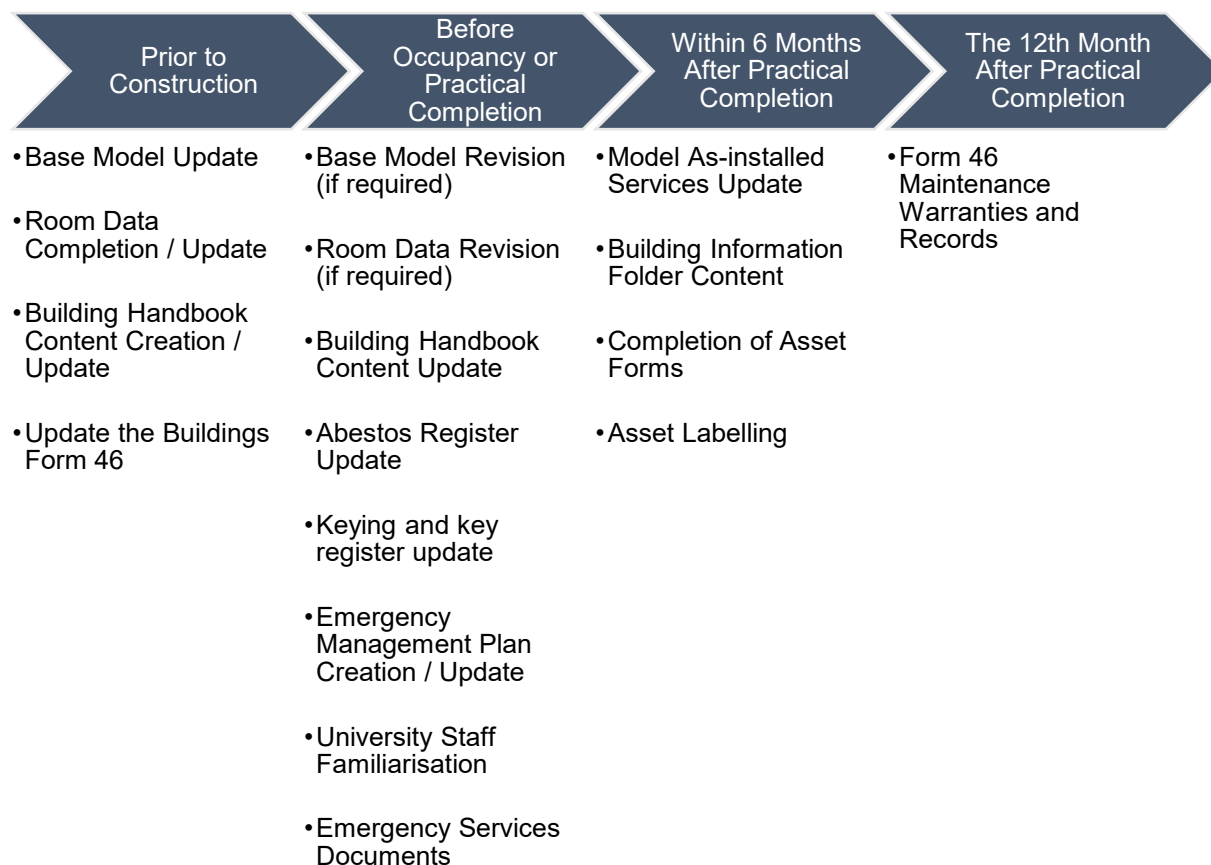 Prior to
Construction
Before
Occupancy or
Practical
Completion
Within 6 Months
After Practical
Completion
The 12th Month
After Practical
Completion
•Base Model Update
•Room Data
Completion / Update
•Building Handbook
Content Creation /
Update
•Update the Buildings
Form 46
•Base Model Revision
(if required)
•Room Data Revision
(if required)
•Building Handbook
Content Update
•Abestos Register
Update
•Keying and key
register update
•Emergency
Management Plan
Creation / Update
•University Staff
Familiarisation
•Emergency Services
Documents
•Model As-installed
Services Update
•Building Information
Folder Content
•Completion of Asset
Forms
•Asset Labelling
•Form 46
Maintenance
Warranties and
Records